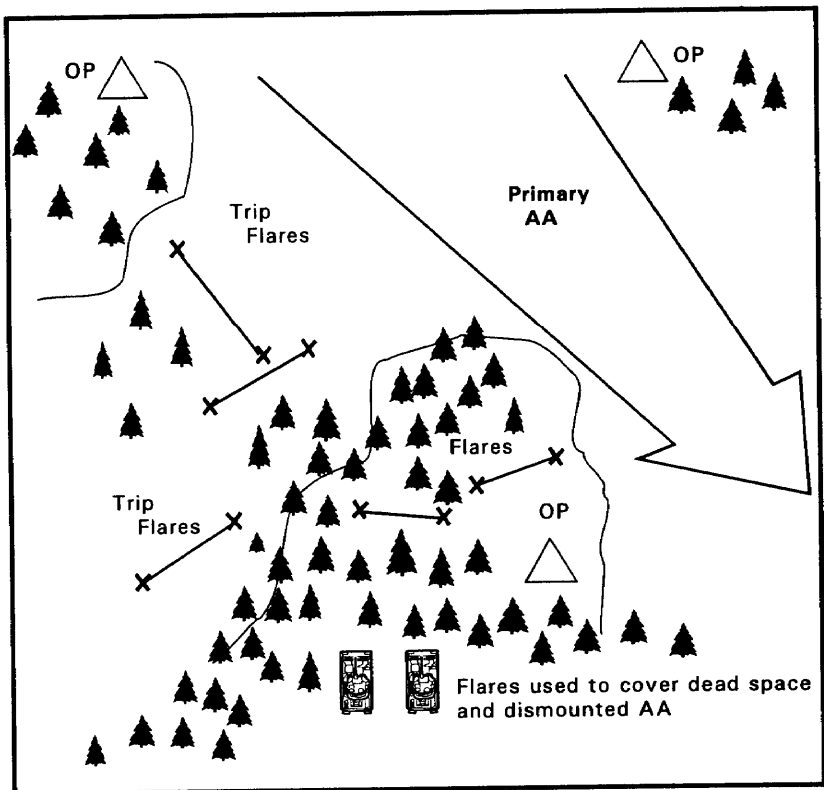 OP
OP
Primary
AA
Trip
Flares
Flares
Trip
Flares
OP
Flares used to cover dead space
and dismounted AA